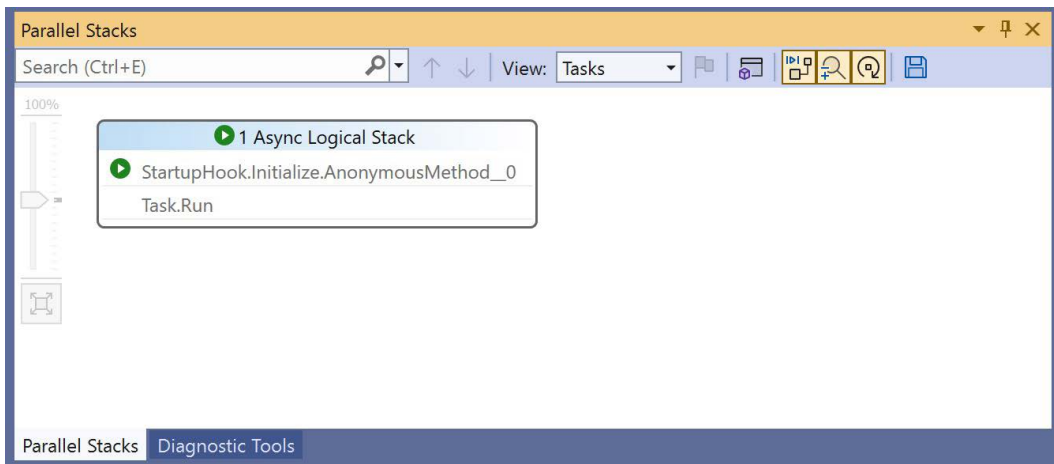 Parallel Stacks
Search (Ctrl+E)
View: Tasks
100%
1 Async Logical Stack
StartupHook.Initialize.AnonymousMethod__0
Task.Run
Parallel Stacks Diagnostic Tools